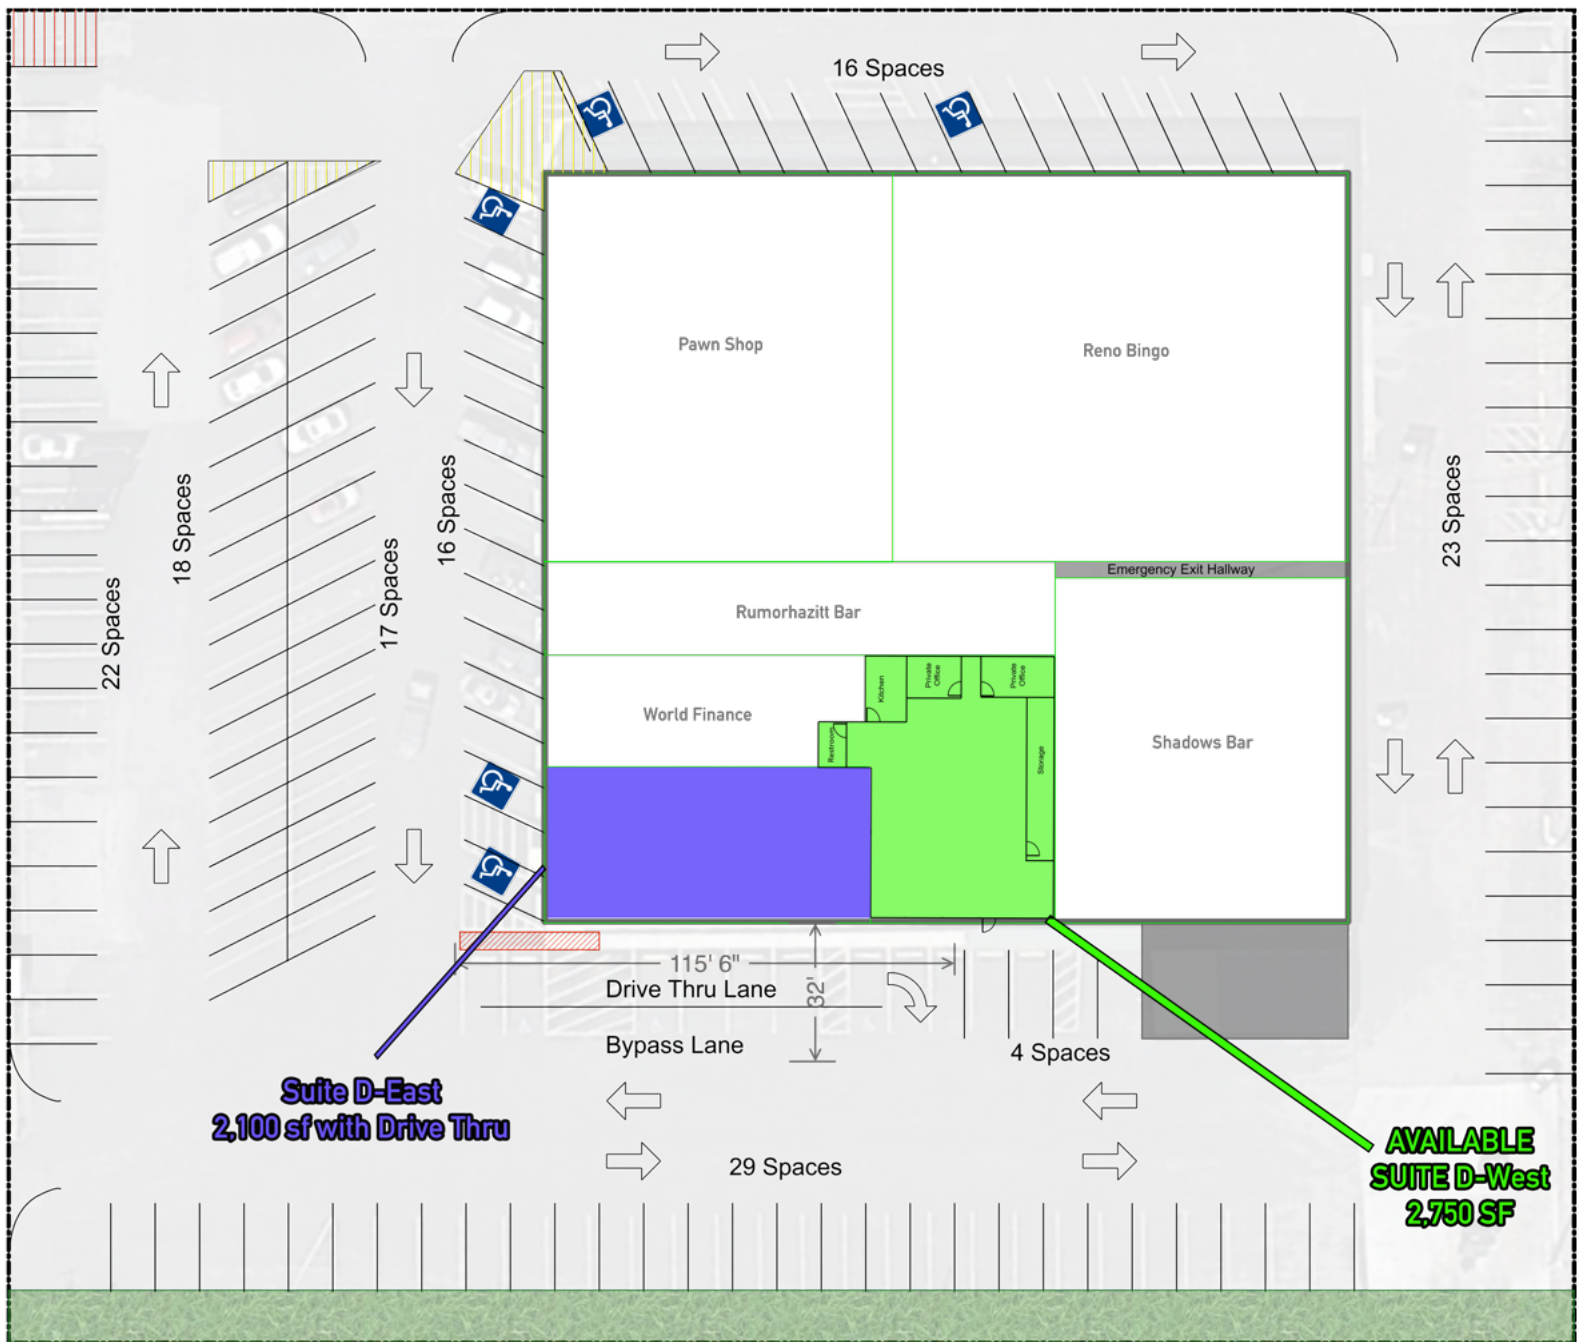 16 Spaces
Pawn Shop
Reno Bingo
22 Spaces
18 Spaces
17 Spaces
16 Spaces
23 Spaces
Emergency Exit Hallway
Rumorhazitt Bar
World Finance
Kitchen
Private
Office
Private
Office
Restroom
Storage
Shadows Bar
115' 6"
32'
Drive Thru Lane
Bypass Lane
4 Spaces
Suite D-East
2,100 sf with Drive Thru
29 Spaces
AVAILABLE
SUITE D-West
2,750 SF